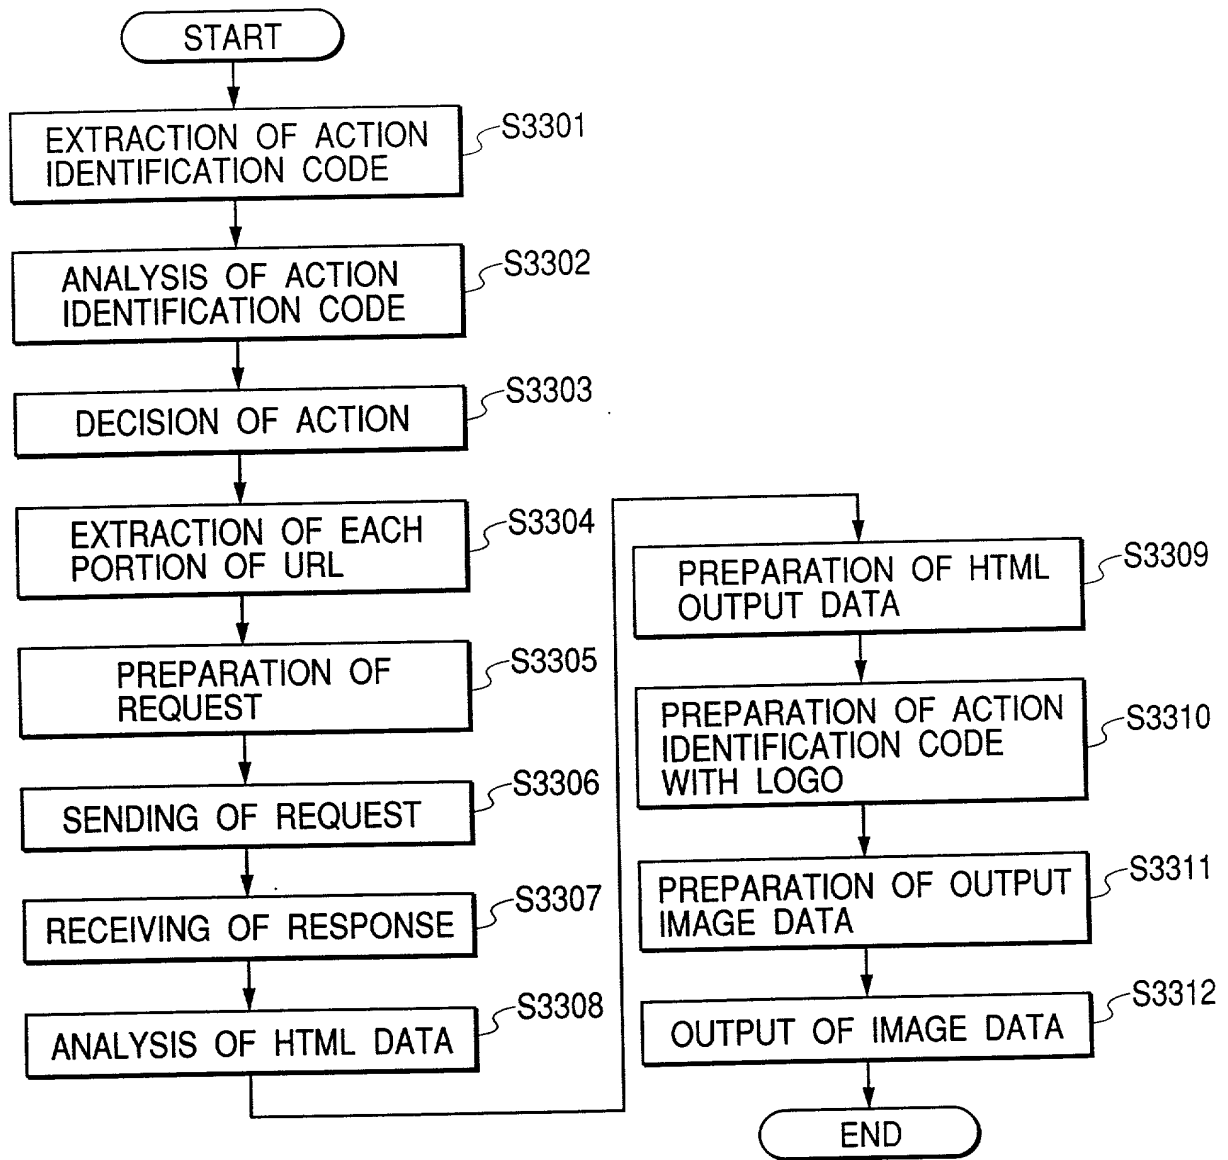 START
EXTRACTION OF ACTION
IDENTIFICATION CODE
S3301
ANALYSIS OF ACTION
IDENTIFICATION CODE
S3302
DECISION OF ACTION
S3303
EXTRACTION OF EACH
PORTION OF URL
S3304
PREPARATION OF
REQUEST
S3305
SENDING OF REQUEST
S3306
RECEIVING OF RESPONSE
S3307
ANALYSIS OF HTML DATA
S3308
PREPARATION OF HTML
OUTPUT DATA
S3309
PREPARATION OF ACTION
IDENTIFICATION CODE
WITH LOGO
S3310
PREPARATION OF OUTPUT
IMAGE DATA
S3311
OUTPUT OF IMAGE DATA
S3312
END